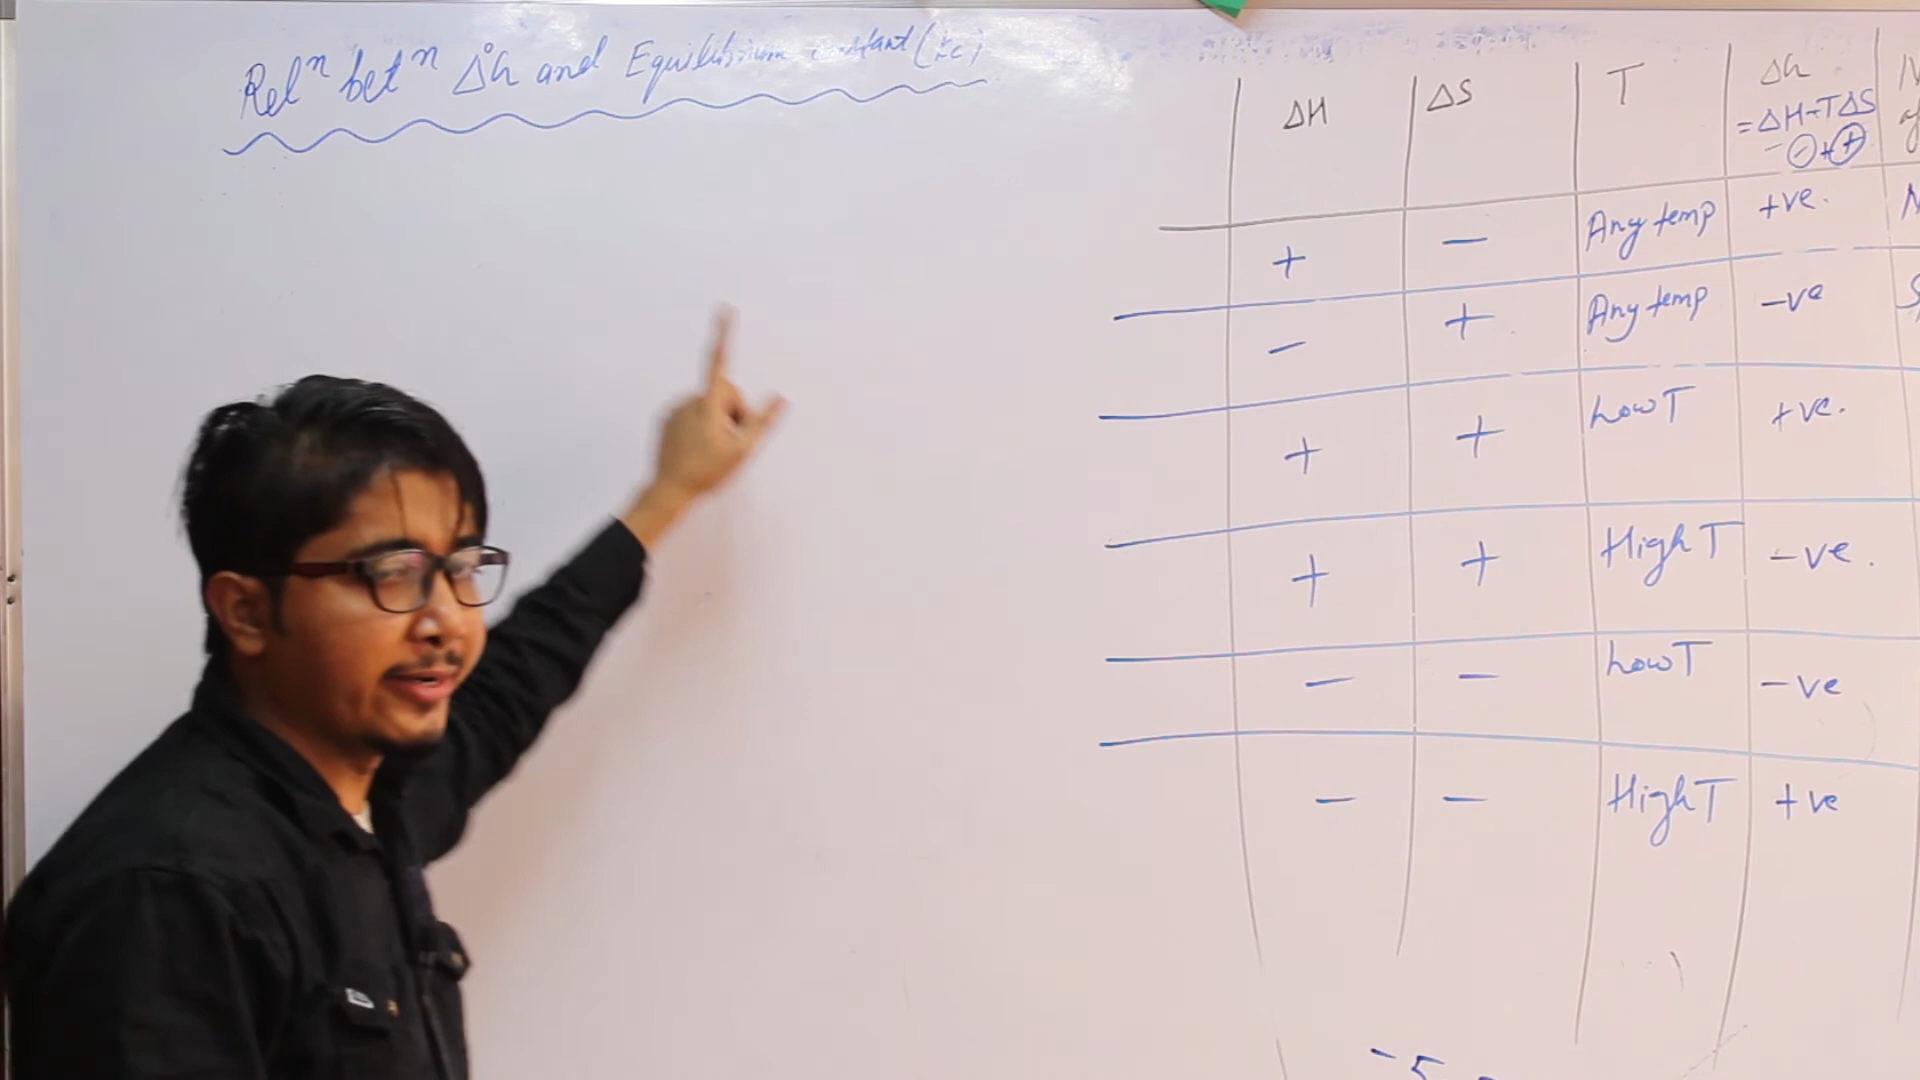 Relⁿ betⁿ Δ°G and Equilibrium constant (kc)
ΔH ΔS T ΔG
= ΔH-TΔS
- ⊖ + ⊕
+ - Any temp +ve.
- + Any temp -ve
+ + Low T +ve.
+ + High T -ve.
- - Low T -ve
- - High T +ve